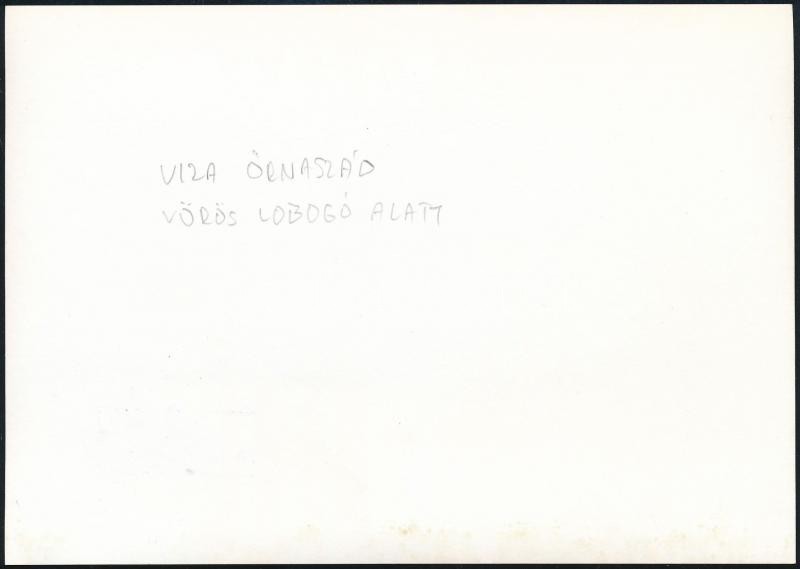 VIZA ŐRNASZÁD
VÖRÖS LOBOGÓ ALATT